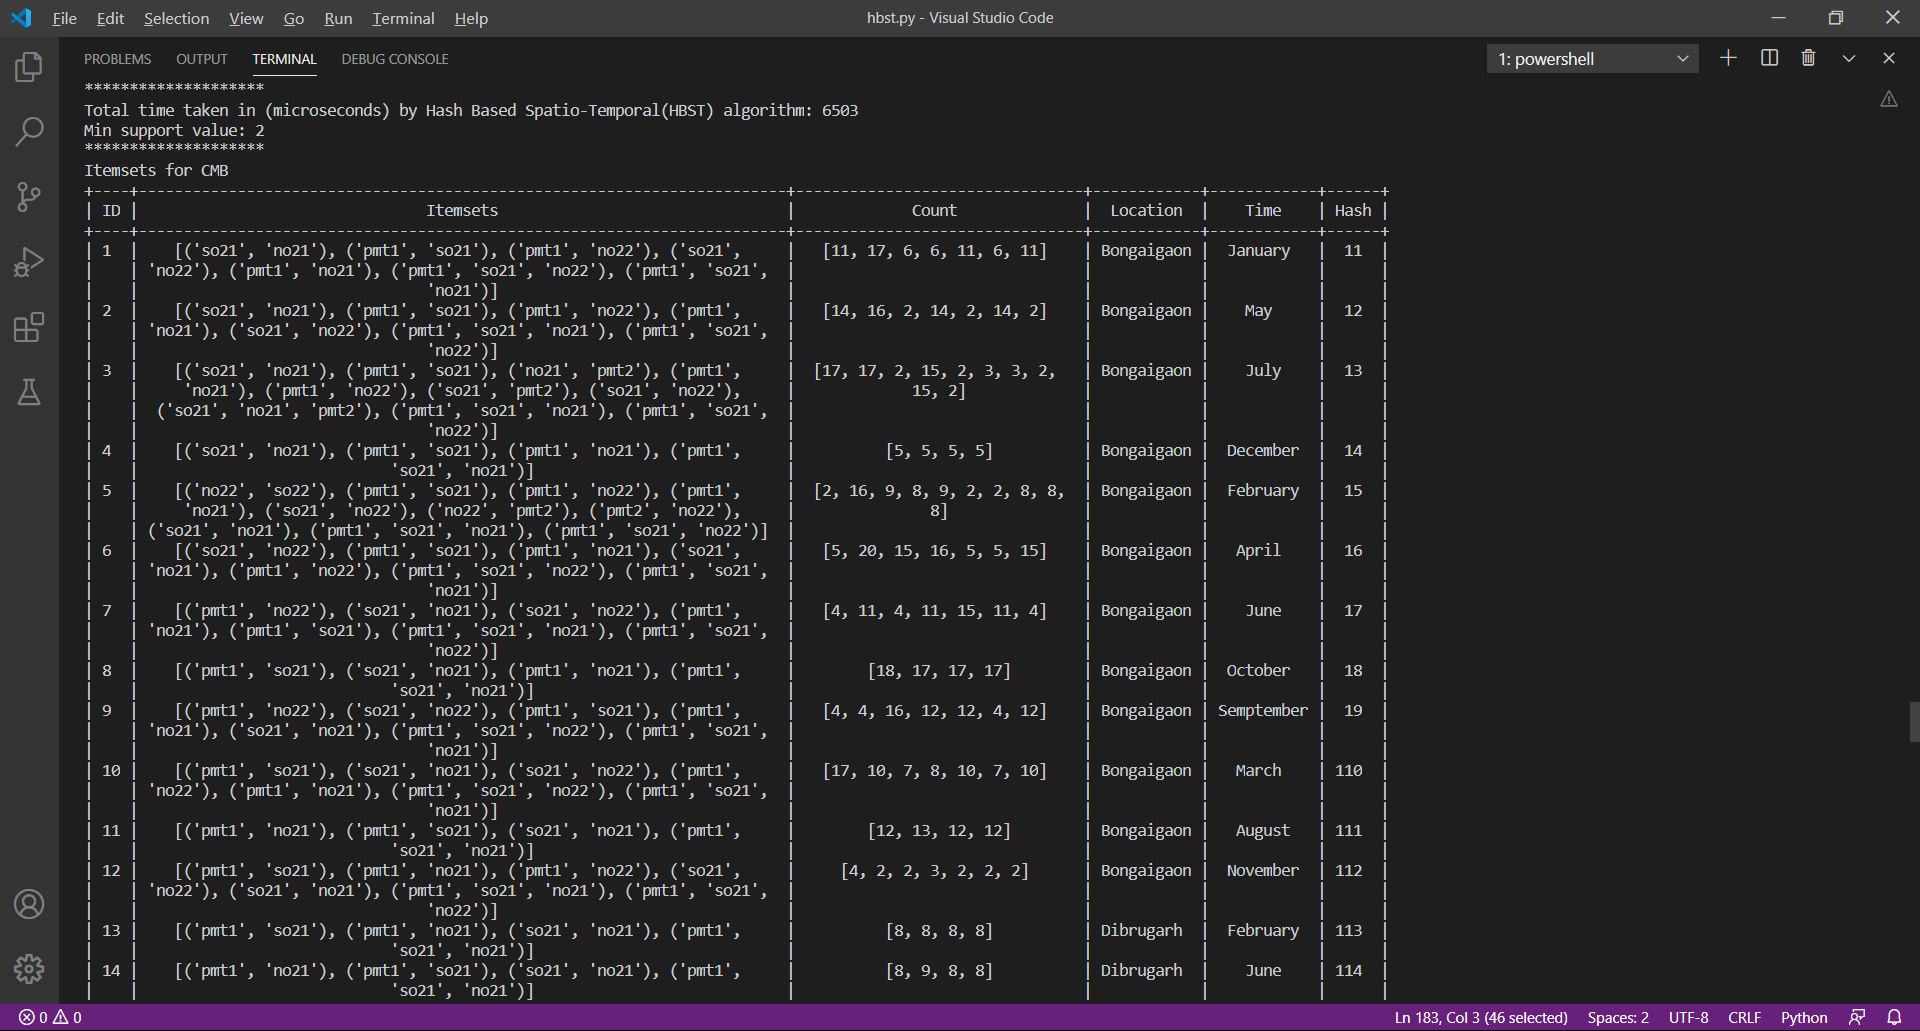 File Edit Selection View Go Run Terminal Help
hbst.py - Visual Studio Code
PROBLEMS OUTPUT TERMINAL DEBUG CONSOLE
1: powershell
********************
Total time taken in (microseconds) by Hash Based Spatio-Temporal(HBST) algorithm: 6503
Min support value: 2
********************
Itemsets for CMB
+----+------------------------------------------------------------------------+--------------------------------+------------+------------+------+
| ID | Itemsets | Count | Location | Time | Hash |
+----+------------------------------------------------------------------------+--------------------------------+------------+------------+------+
| 1 | [('so21', 'no21'), ('pmt1', 'so21'), ('pmt1', 'no22'), ('so21', | [11, 17, 6, 6, 11, 6, 11] | Bongaigaon | January | 11 |
| | 'no22'), ('pmt1', 'no21'), ('pmt1', 'so21', 'no22'), ('pmt1', 'so21', | | | | |
| | 'no21')] | | | | |
| 2 | [('so21', 'no21'), ('pmt1', 'so21'), ('pmt1', 'no22'), ('pmt1', | [14, 16, 2, 14, 2, 14, 2] | Bongaigaon | May | 12 |
| | 'no21'), ('so21', 'no22'), ('pmt1', 'so21', 'no21'), ('pmt1', 'so21', | | | | |
| | 'no22')] | | | | |
| 3 | [('so21', 'no21'), ('pmt1', 'so21'), ('no21', 'pmt2'), ('pmt1', | [17, 17, 2, 15, 2, 3, 3, 2, | Bongaigaon | July | 13 |
| | 'no21'), ('pmt1', 'no22'), ('so21', 'pmt2'), ('so21', 'no22'), | 15, 2] | | | |
| | ('so21', 'no21', 'pmt2'), ('pmt1', 'so21', 'no21'), ('pmt1', 'so21', | | | | |
| | 'no22')] | | | | |
| 4 | [('so21', 'no21'), ('pmt1', 'so21'), ('pmt1', 'no21'), ('pmt1', | [5, 5, 5, 5] | Bongaigaon | December | 14 |
| | 'so21', 'no21')] | | | | |
| 5 | [('no22', 'so22'), ('pmt1', 'so21'), ('pmt1', 'no22'), ('pmt1', | [2, 16, 9, 8, 9, 2, 2, 8, 8, | Bongaigaon | February | 15 |
| | 'no21'), ('so21', 'no22'), ('no22', 'pmt2'), ('pmt2', 'no22'), | 8] | | | |
| | ('so21', 'no21'), ('pmt1', 'so21', 'no21'), ('pmt1', 'so21', 'no22')] | | | | |
| 6 | [('so21', 'no22'), ('pmt1', 'so21'), ('pmt1', 'no21'), ('so21', | [5, 20, 15, 16, 5, 5, 15] | Bongaigaon | April | 16 |
| | 'no21'), ('pmt1', 'no22'), ('pmt1', 'so21', 'no22'), ('pmt1', 'so21', | | | | |
| | 'no21')] | | | | |
| 7 | [('pmt1', 'no22'), ('so21', 'no21'), ('so21', 'no22'), ('pmt1', | [4, 11, 4, 11, 15, 11, 4] | Bongaigaon | June | 17 |
| | 'no21'), ('pmt1', 'so21'), ('pmt1', 'so21', 'no21'), ('pmt1', 'so21', | | | | |
| | 'no22')] | | | | |
| 8 | [('pmt1', 'so21'), ('so21', 'no21'), ('pmt1', 'no21'), ('pmt1', | [18, 17, 17, 17] | Bongaigaon | October | 18 |
| | 'so21', 'no21')] | | | | |
| 9 | [('pmt1', 'no22'), ('so21', 'no22'), ('pmt1', 'so21'), ('pmt1', | [4, 4, 16, 12, 12, 4, 12] | Bongaigaon | Semptember | 19 |
| | 'no21'), ('so21', 'no21'), ('pmt1', 'so21', 'no22'), ('pmt1', 'so21', | | | | |
| | 'no21')] | | | | |
| 10 | [('pmt1', 'so21'), ('so21', 'no21'), ('so21', 'no22'), ('pmt1', | [17, 10, 7, 8, 10, 7, 10] | Bongaigaon | March | 110 |
| | 'no22'), ('pmt1', 'no21'), ('pmt1', 'so21', 'no22'), ('pmt1', 'so21', | | | | |
| | 'no21')] | | | | |
| 11 | [('pmt1', 'no21'), ('pmt1', 'so21'), ('so21', 'no21'), ('pmt1', | [12, 13, 12, 12] | Bongaigaon | August | 111 |
| | 'so21', 'no21')] | | | | |
| 12 | [('pmt1', 'so21'), ('pmt1', 'no21'), ('pmt1', 'no22'), ('so21', | [4, 2, 2, 3, 2, 2, 2] | Bongaigaon | November | 112 |
| | 'no22'), ('so21', 'no21'), ('pmt1', 'so21', 'no21'), ('pmt1', 'so21', | | | | |
| | 'no22')] | | | | |
| 13 | [('pmt1', 'so21'), ('pmt1', 'no21'), ('so21', 'no21'), ('pmt1', | [8, 8, 8, 8] | Dibrugarh | February | 113 |
| | 'so21', 'no21')] | | | | |
| 14 | [('pmt1', 'no21'), ('pmt1', 'so21'), ('so21', 'no21'), ('pmt1', | [8, 9, 8, 8] | Dibrugarh | June | 114 |
| | 'so21', 'no21')] | | | | |
0 0 Ln 183, Col 3 (46 selected) Spaces: 2 UTF-8 CRLF Python